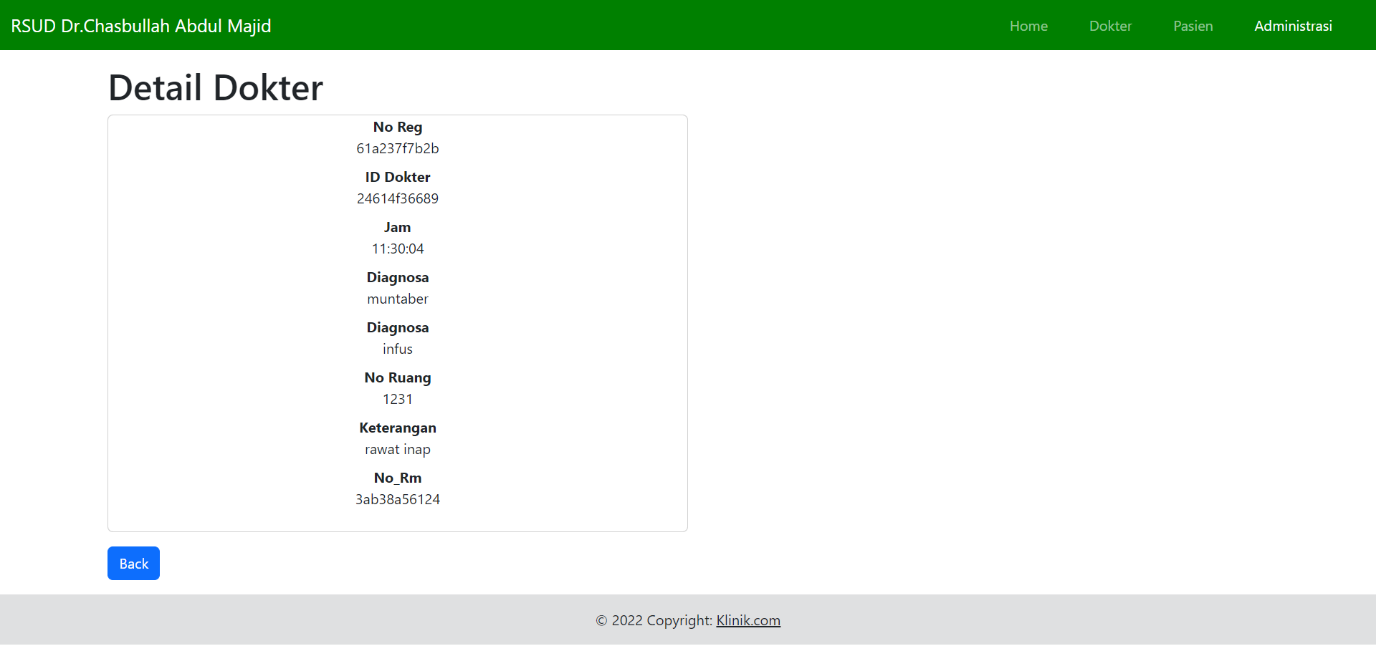 RSUD Dr.Chasbullah Abdul Majid
Home Dokter Pasien Administrasi
Detail Dokter
No Reg
61a237f7b2b
ID Dokter
24614f36689
Jam
11:30:04
Diagnosa
muntaber
Diagnosa
infus
No Ruang
1231
Keterangan
rawat inap
No_Rm
3ab38a56124
Back
© 2022 Copyright: Klinik.com